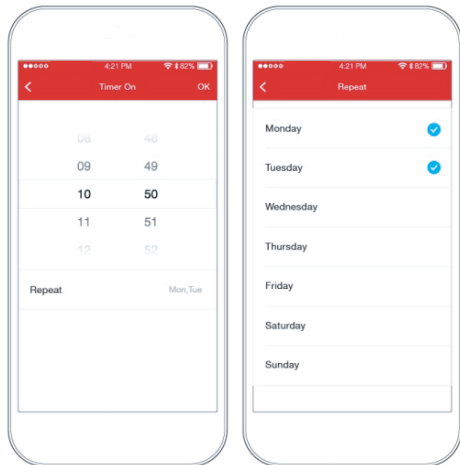 4:21 PM 82%
Timer On OK
08 48
09 49
10 50
11 51
12 52
Repeat Mon,Tue
4:21 PM 82%
Repeat
Monday
Tuesday
Wednesday
Thursday
Friday
Saturday
Sunday